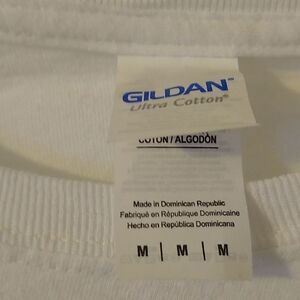 GILDAN®
Ultra Cotton®
COTON / ALGODÓN
Made in Dominican Republic
Fabriqué en République Dominicaine
Hecho en República Dominicana
M | M | M